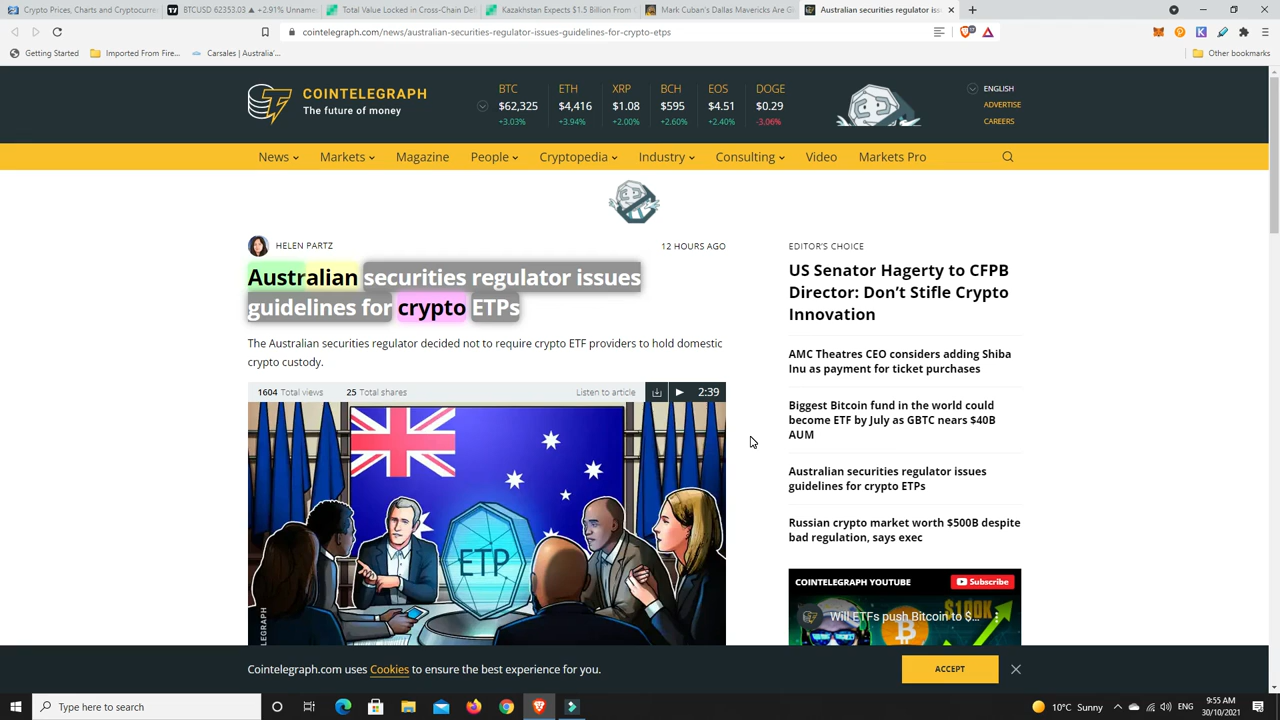 Crypto Prices, Charts and Cryptocurr
BTCUSD 62353.03 ▲ +2.91% Unname
Total Value Locked in Cross-Chain Def
Kazakhstan Expects $1.5 Billion From C
Mark Cuban's Dallas Mavericks Are Gi
Australian securities regulator iss
cointelegraph.com/news/australian-securities-regulator-issues-guidelines-for-crypto-etps
Getting Started
Imported From Fire...
Carsales | Australia'...
Other bookmarks
COINTELEGRAPH
The future of money
BTC
$62,325
+3.03%
ETH
$4,416
+3.94%
XRP
$1.08
+2.00%
BCH
$595
+2.60%
EOS
$4.51
+2.40%
DOGE
$0.29
-3.06%
ENGLISH
ADVERTISE
CAREERS
News
Markets
Magazine
People
Cryptopedia
Industry
Consulting
Video
Markets Pro
HELEN PARTZ
12 HOURS AGO
Australian securities regulator issues
guidelines for crypto ETPs
The Australian securities regulator decided not to require crypto ETF providers to hold domestic
crypto custody.
1604 Total views
25 Total shares
Listen to article
2:39
ETP
EDITOR'S CHOICE
US Senator Hagerty to CFPB
Director: Don't Stifle Crypto
Innovation
AMC Theatres CEO considers adding Shiba
Inu as payment for ticket purchases
Biggest Bitcoin fund in the world could
become ETF by July as GBTC nears $40B
AUM
Australian securities regulator issues
guidelines for crypto ETPs
Russian crypto market worth $500B despite
bad regulation, says exec
COINTELEGRAPH YOUTUBE
Subscribe
Will ETFs push Bitcoin to $...
$100K
Cointelegraph.com uses Cookies to ensure the best experience for you.
ACCEPT
Type here to search
10°C Sunny
ENG
9:55 AM
30/10/2021